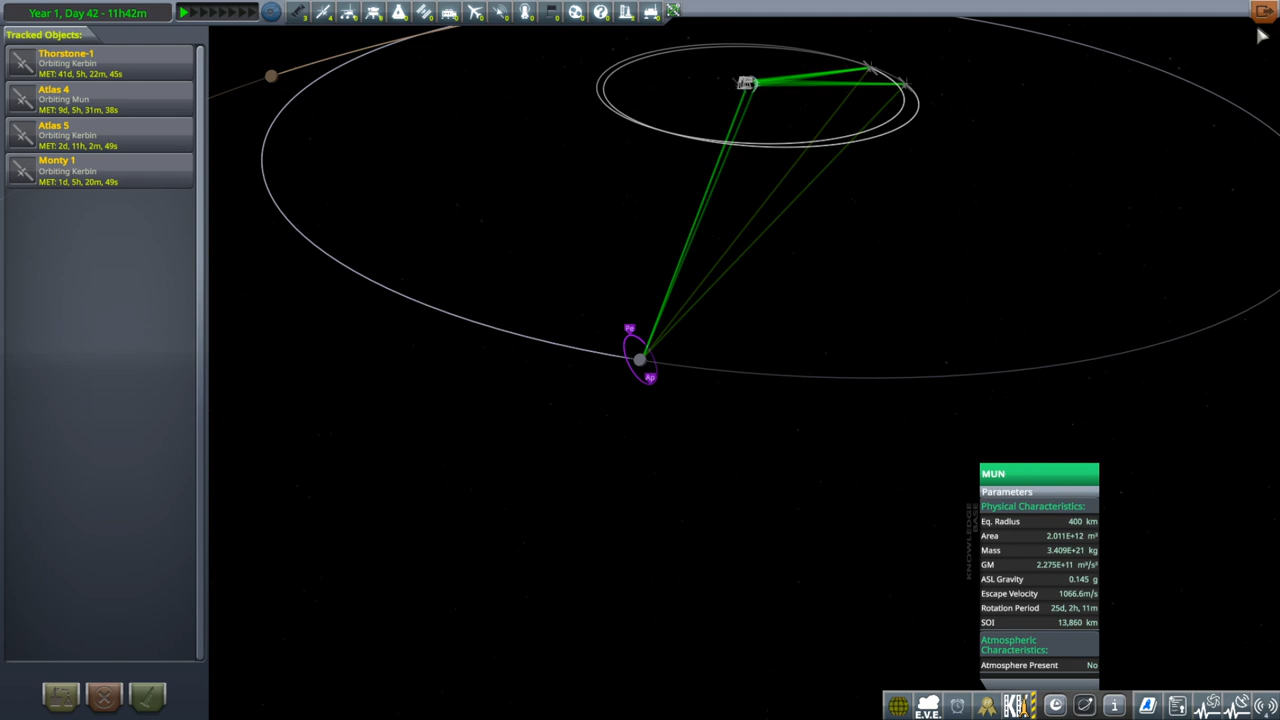 Year 1, Day 42 - 11h42m
Tracked Objects:
Thorstone-1
Orbiting Kerbin
MET: 41d, 5h, 22m, 45s
Atlas 4
Orbiting Mun
MET: 9d, 5h, 31m, 38s
Atlas 5
Orbiting Kerbin
MET: 2d, 11h, 2m, 49s
Monty 1
Orbiting Kerbin
MET: 1d, 5h, 20m, 49s
Pe
Ap
MUN
KNOWLEDGE
BASE
Parameters
Physical Characteristics:
Eq. Radius 400 km
Area 2.011E+12 m²
Mass 3.409E+21 kg
GM 2.275E+11 m³/s²
ASL Gravity 0.145 g
Escape Velocity 1066.6m/s
Rotation Period 25d, 2h, 11m
SOI 13,860 km
Atmospheric
Characteristics:
Atmosphere Present No
E.V.E.